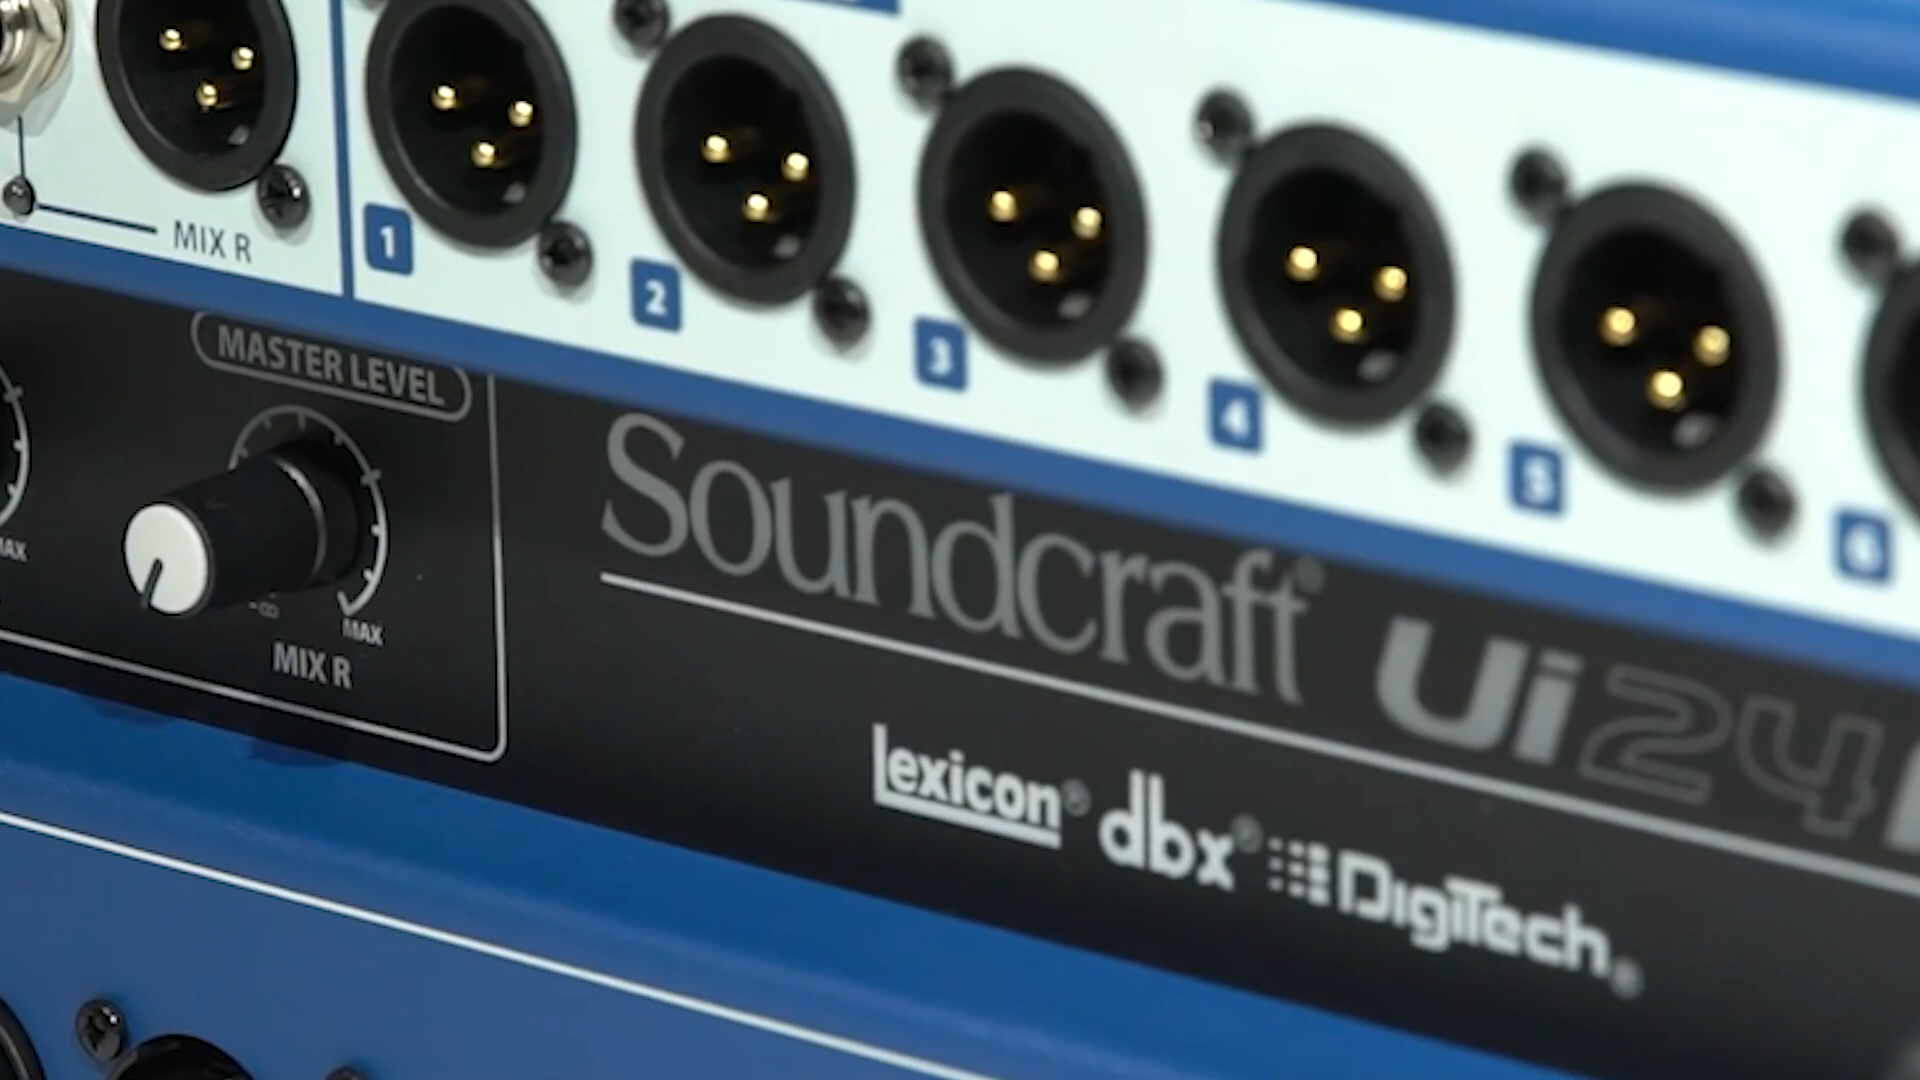 MIX R
1 2 3 4 5 6
MASTER LEVEL
MAX
-∞ MAX
MIX R
Soundcraft® Ui24
lexicon® dbx® DigiTech®